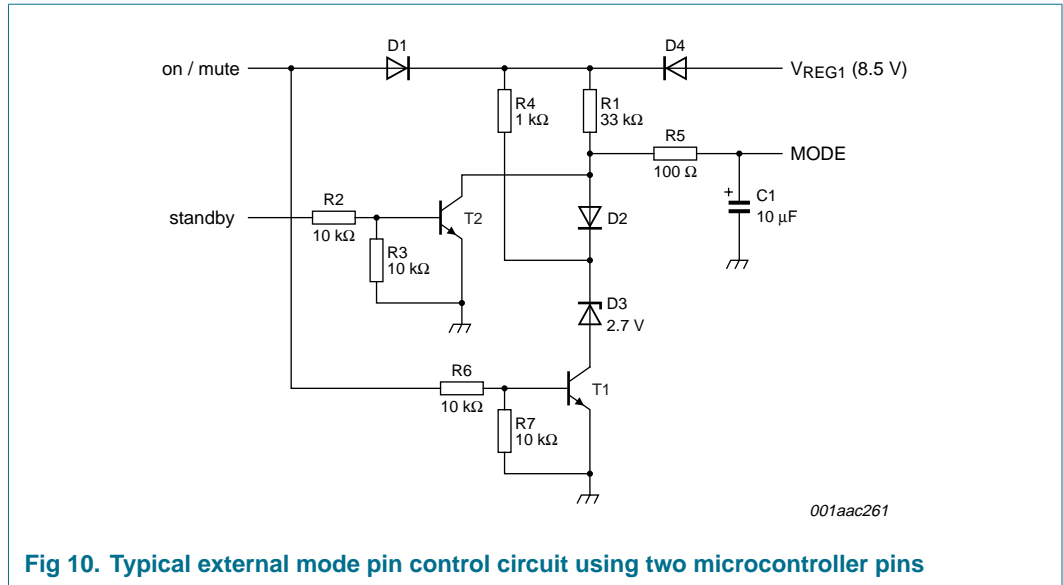 D1
D4
on / mute
VREG1 (8.5 V)
R4
1 kΩ
R1
33 kΩ
R5
100 Ω
MODE
+
C1
10 μF
R2
10 kΩ
standby
T2
D2
R3
10 kΩ
D3
2.7 V
R6
10 kΩ
T1
R7
10 kΩ
001aac261
Fig 10. Typical external mode pin control circuit using two microcontroller pins